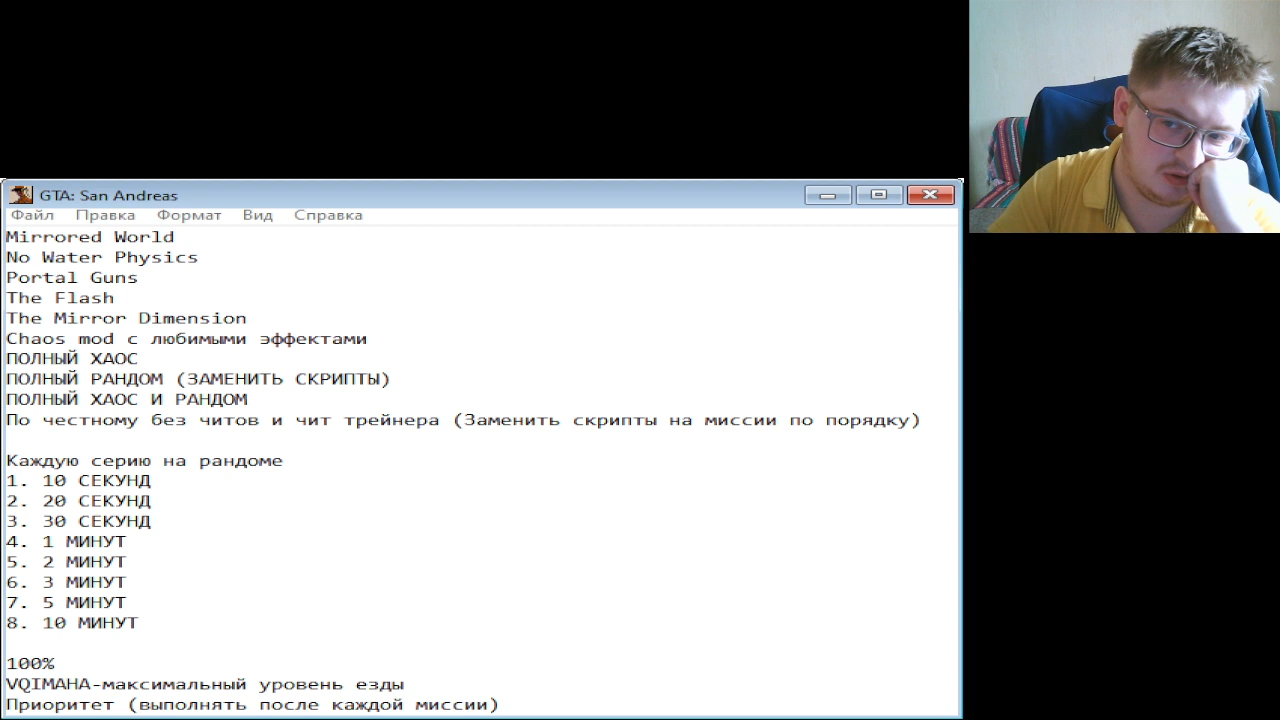 GTA: San Andreas
Файл Правка Формат Вид Справка
Mirrored World
No Water Physics
Portal Guns
The Flash
The Mirror Dimension
Chaos mod с любимыми эффектами
ПОЛНЫЙ ХАОС
ПОЛНЫЙ РАНДОМ (ЗАМЕНИТЬ СКРИПТЫ)
ПОЛНЫЙ ХАОС И РАНДОМ
По честному без читов и чит трейнера (Заменить скрипты на миссии по порядку)
Каждую серию на рандоме
1. 10 СЕКУНД
2. 20 СЕКУНД
3. 30 СЕКУНД
4. 1 МИНУТ
5. 2 МИНУТ
6. 3 МИНУТ
7. 5 МИНУТ
8. 10 МИНУТ
100%
VQIMAHA-максимальный уровень езды
Приоритет (выполнять после каждой миссии)